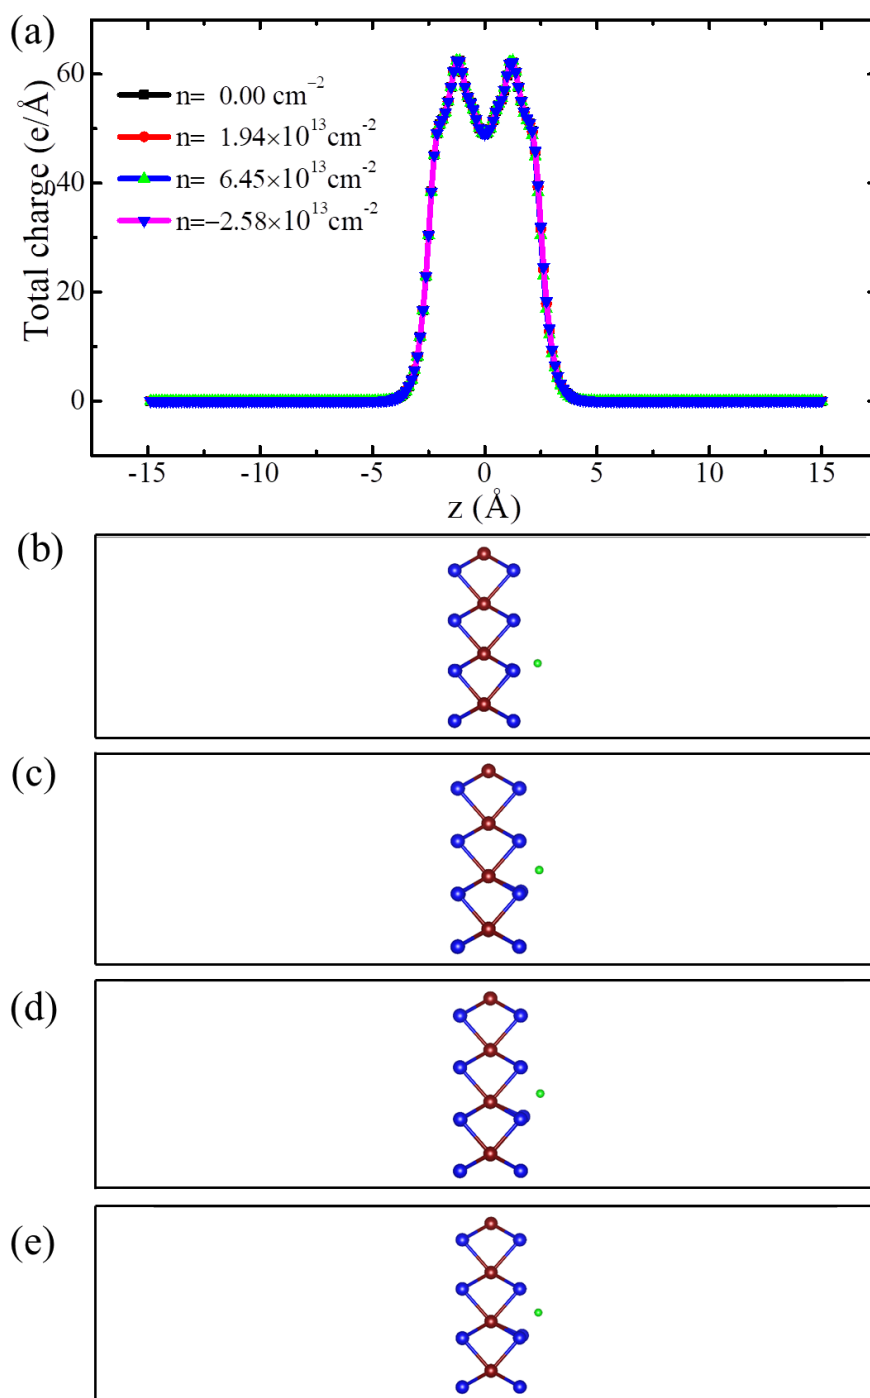 (a)
Total charge (e/Å)
60
40
20
0
n= 0.00 cm⁻²
n= 1.94×10¹³cm⁻²
n= 6.45×10¹³cm⁻²
n=−2.58×10¹³cm⁻²
-15 -10 -5 0 5 10 15
z (Å)
(b)
(c)
(d)
(e)